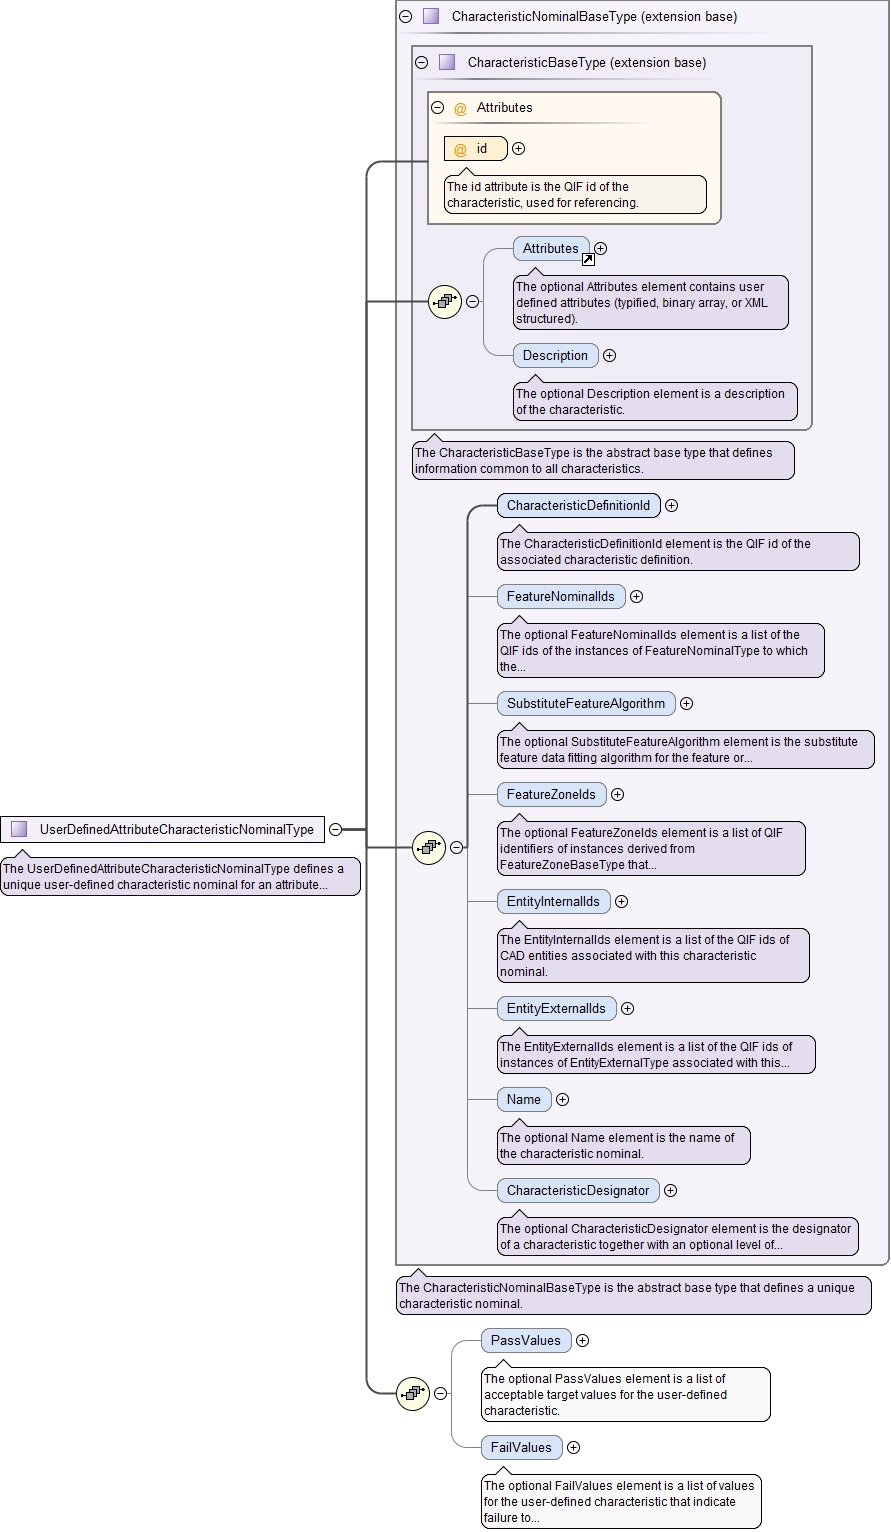 CharacteristicNominalBaseType (extension base)
CharacteristicBaseType (extension base)
@ Attributes
@ id
The id attribute is the QIF id of the
characteristic, used for referencing.
Attributes
The optional Attributes element contains user
defined attributes (typified, binary array, or XML
structured).
Description
The optional Description element is a description
of the characteristic.
The CharacteristicBaseType is the abstract base type that defines
information common to all characteristics.
CharacteristicDefinitionId
The CharacteristicDefinitionId element is the QIF id of the
associated characteristic definition.
FeatureNominalIds
The optional FeatureNominalIds element is a list of the
QIF ids of the instances of FeatureNominalType to which
the...
SubstituteFeatureAlgorithm
The optional SubstituteFeatureAlgorithm element is the substitute
feature data fitting algorithm for the feature or...
FeatureZoneIds
The optional FeatureZoneIds element is a list of QIF
identifiers of instances derived from
FeatureZoneBaseType that...
UserDefinedAttributeCharacteristicNominalType
The UserDefinedAttributeCharacteristicNominalType defines a
unique user-defined characteristic nominal for an attribute...
EntityInternalIds
The EntityInternalIds element is a list of the QIF ids of
CAD entities associated with this characteristic
nominal.
EntityExternalIds
The EntityExternalIds element is a list of the QIF ids of
instances of EntityExternalType associated with this...
Name
The optional Name element is the name of
the characteristic nominal.
CharacteristicDesignator
The optional CharacteristicDesignator element is the designator
of a characteristic together with an optional level of...
The CharacteristicNominalBaseType is the abstract base type that defines a unique
characteristic nominal.
PassValues
The optional PassValues element is a list of
acceptable target values for the user-defined
characteristic.
FailValues
The optional FailValues element is a list of values
for the user-defined characteristic that indicate
failure to...